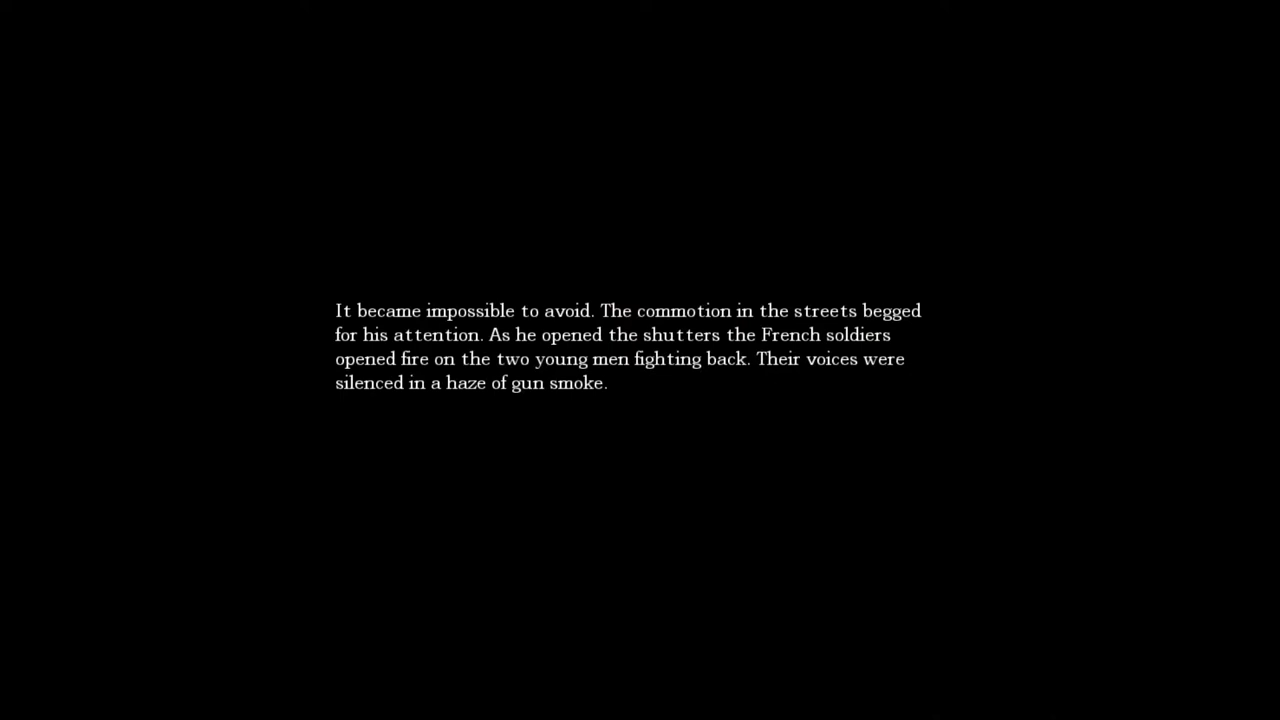 It became impossible to avoid. The commotion in the streets begged
for his attention. As he opened the shutters the French soldiers
opened fire on the two young men fighting back. Their voices were
silenced in a haze of gun smoke.